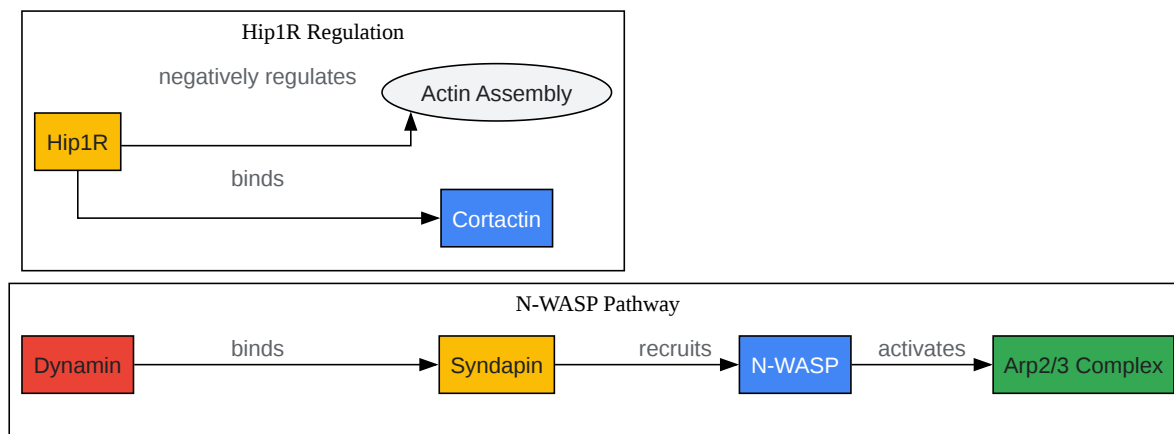 Hip1R Regulation
negatively regulates
Actin Assembly
Hip1R
binds
Cortactin
N-WASP Pathway
Dynamin
binds
Syndapin
recruits
N-WASP
activates
Arp2/3 Complex